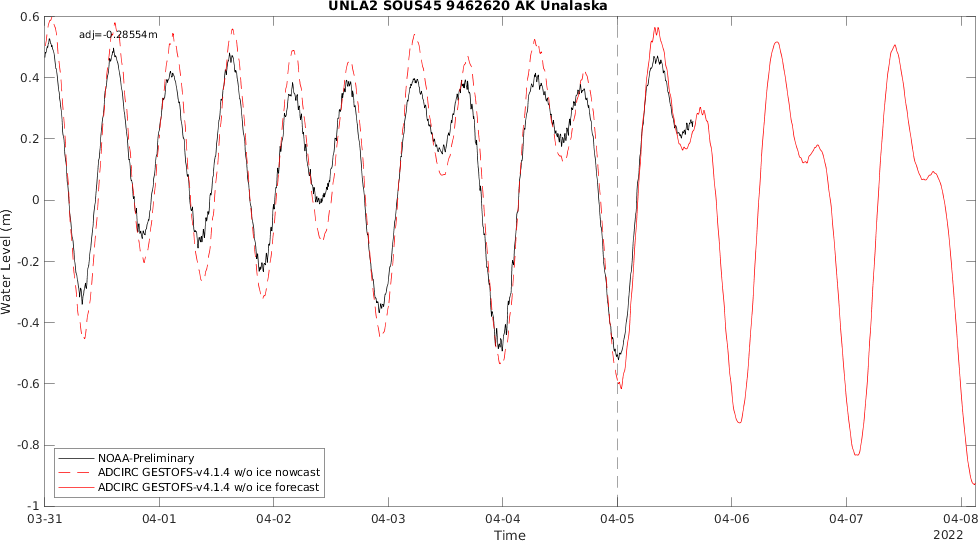 UNLA2 SOUS45 9462620 AK Unalaska
adj=-0.28554m
0.6
0.4
0.2
0
-0.2
-0.4
-0.6
-0.8
-1
Water Level (m)
NOAA-Preliminary
ADCIRC GESTOFS-v4.1.4 w/o ice nowcast
ADCIRC GESTOFS-v4.1.4 w/o ice forecast
03-31 04-01 04-02 04-03 04-04 04-05 04-06 04-07 04-08
Time
2022